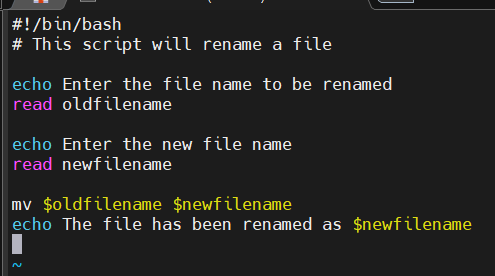 #!/bin/bash
# This script will rename a file
echo Enter the file name to be renamed
read oldfilename
echo Enter the new file name
read newfilename
mv $oldfilename $newfilename
echo The file has been renamed as $newfilename
~